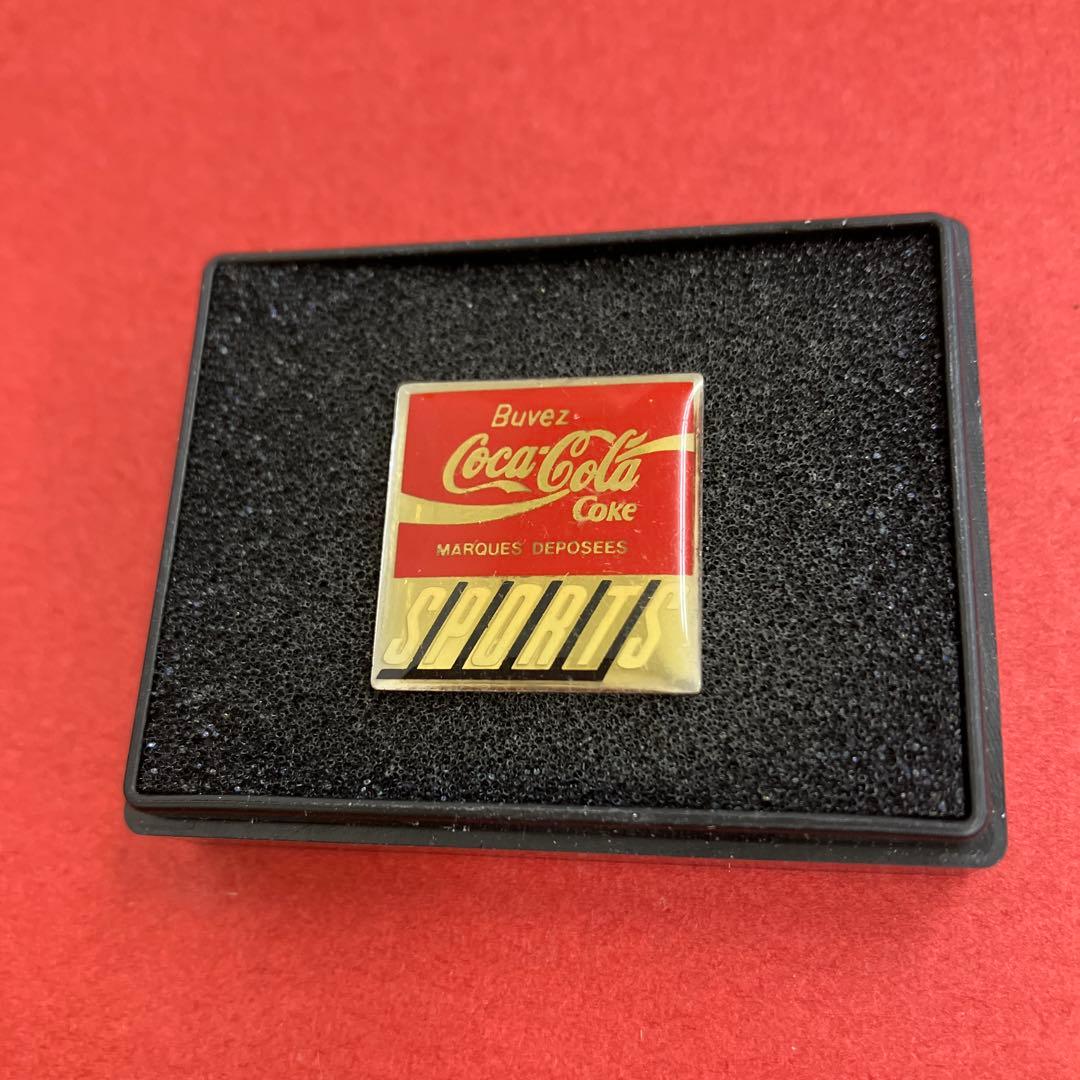 Buvez
Coca-Cola
Coke
MARQUES DEPOSEES
SPORTS